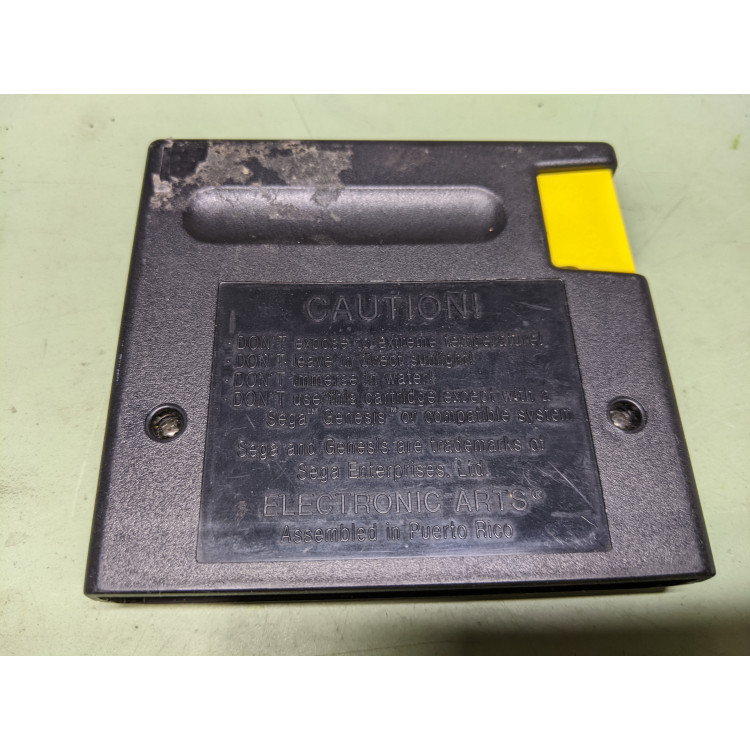 CAUTION!
• DON'T expose to extreme temperatures!
• DON'T leave in direct sunlight!
• DON'T immerse in water!
• DON'T use this cartridge except with a
Sega™ Genesis™ or compatible system
Sega and Genesis are trademarks of
Sega Enterprises, Ltd.
ELECTRONIC ARTS™
Assembled in Puerto Rico